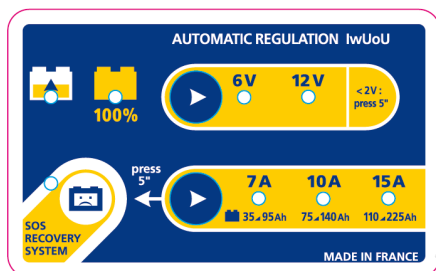 AUTOMATIC REGULATION IwUoU
6V 12V
< 2V :
press 5"
100%
press
5"
7A 10A 15A
35⊿95Ah 75⊿140Ah 110⊿225Ah
SOS
RECOVERY
SYSTEM
MADE IN FRANCE